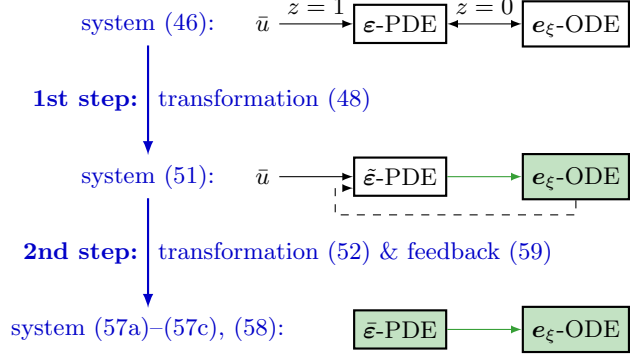 system (46): ū z = 1 ε-PDE z = 0 e_ξ-ODE
1st step: transformation (48)
system (51): ū ε̃-PDE e_ξ-ODE
2nd step: transformation (52) & feedback (59)
system (57a)–(57c), (58): ε̄-PDE e_ξ-ODE